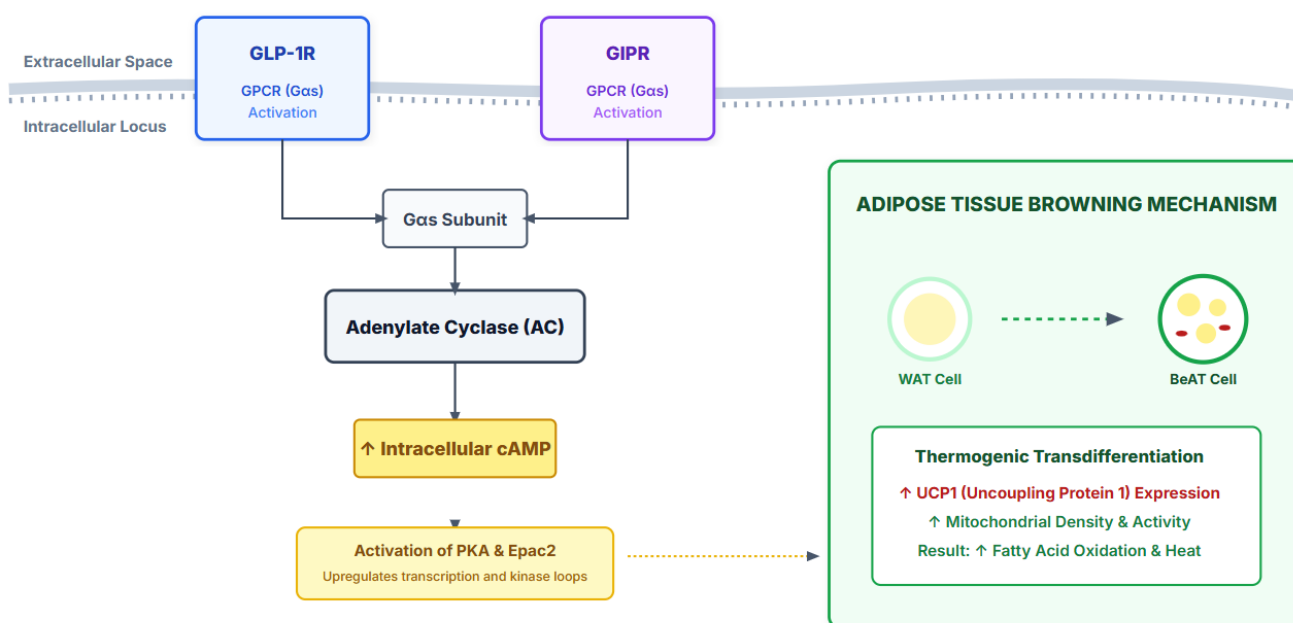 Extracellular Space
Intracellular Locus
GLP-1R
GPCR (Gαs)
Activation
GIPR
GPCR (Gαs)
Activation
Gαs Subunit
Adenylate Cyclase (AC)
↑ Intracellular cAMP
Activation of PKA & Epac2
Upregulates transcription and kinase loops
ADIPOSE TISSUE BROWNING MECHANISM
WAT Cell
BeAT Cell
Thermogenic Transdifferentiation
↑ UCP1 (Uncoupling Protein 1) Expression
↑ Mitochondrial Density & Activity
Result: ↑ Fatty Acid Oxidation & Heat